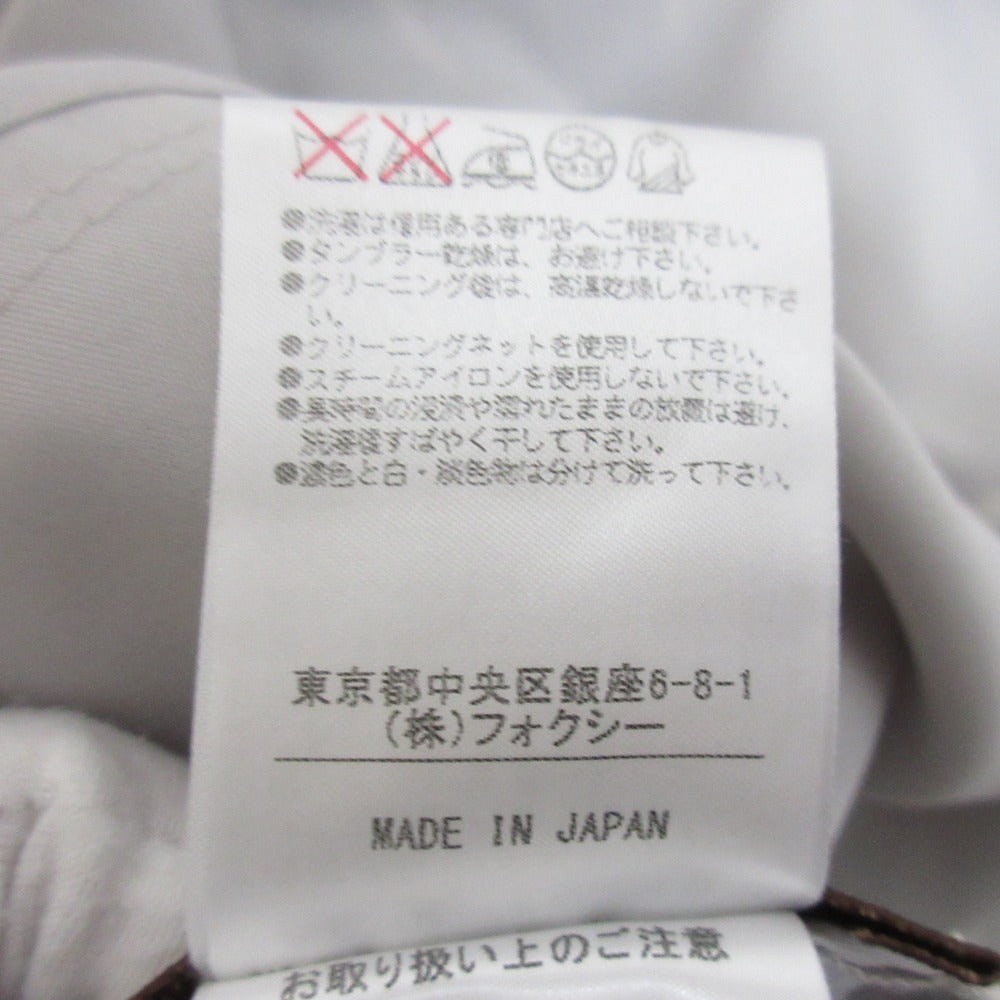 ●洗濯は信用ある専門店へご相談下さい。
●タンブラー乾燥は、お避け下さい。
●クリーニング後は、高温乾燥しないで下さ
い。
●クリーニングネットを使用して下さい。
●スチームアイロンを使用しないで下さい。
●長時間の浸漬や濡れたままの放置は避け、
洗濯後すばやく干して下さい。
●濃色と白・淡色物は分けて洗って下さい。
東京都中央区銀座6-8-1
(株)フォクシー
MADE IN JAPAN
お取り扱い上のご注意